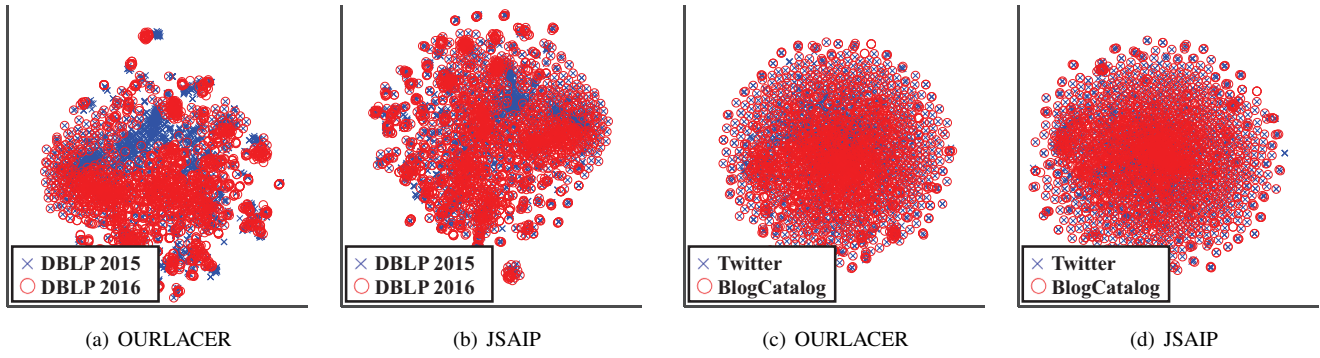 DBLP 2015
DBLP 2016
(a) OURLACER
DBLP 2015
DBLP 2016
(b) JSAIP
Twitter
BlogCatalog
(c) OURLACER
Twitter
BlogCatalog
(d) JSAIP